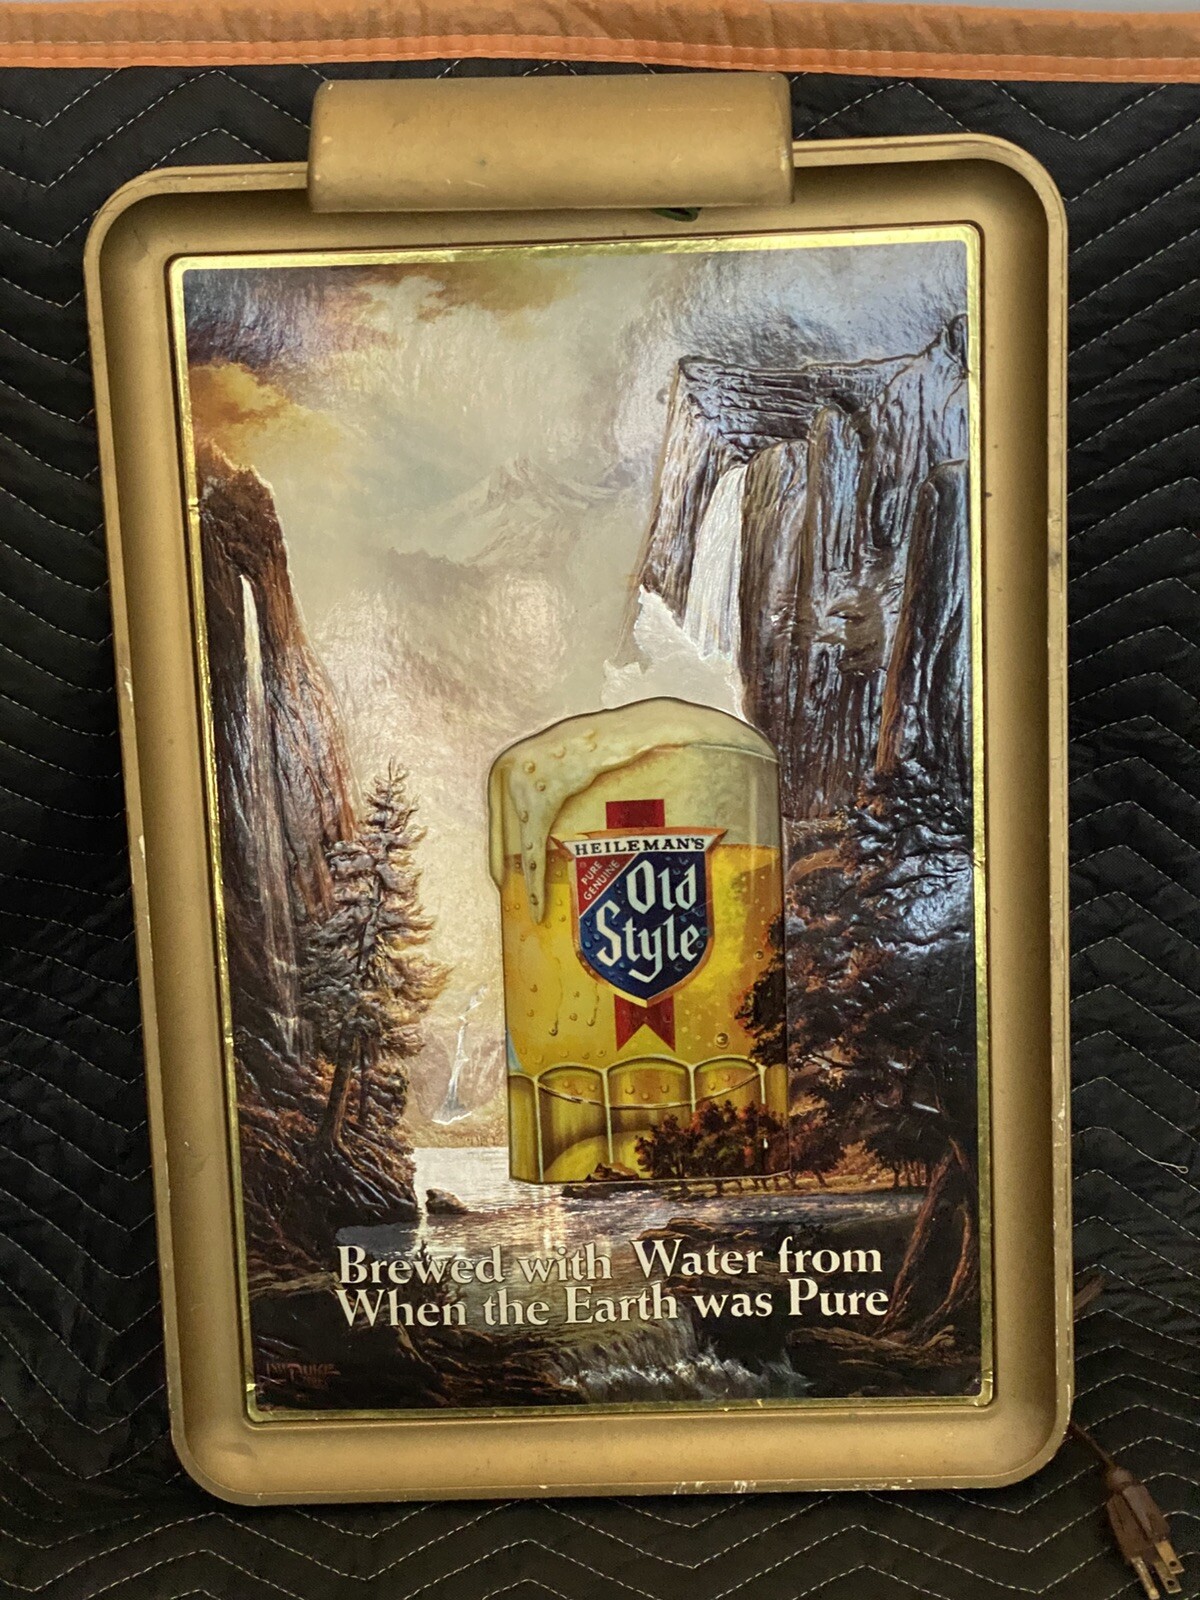 HEILEMAN'S
PURE
GENUINE
Old
Style
Brewed with Water from
When the Earth was Pure